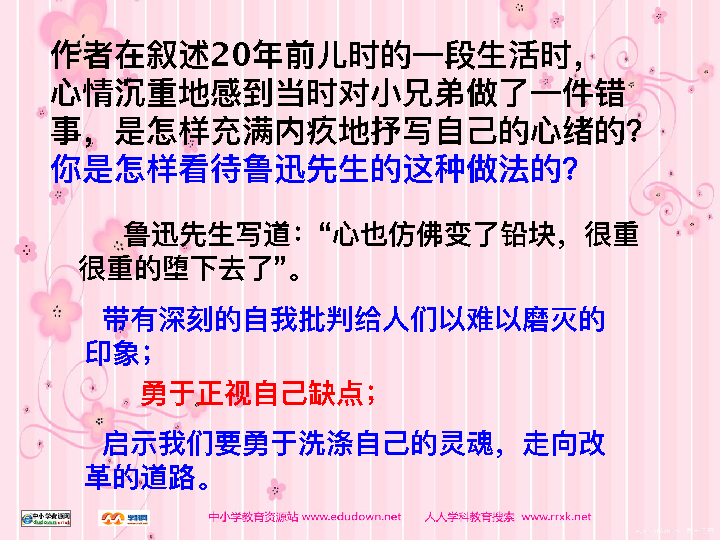 作者在叙述20年前儿时的一段生活时，
心情沉重地感到当时对小兄弟做了一件错
事，是怎样充满内疚地抒写自己的心绪的？
你是怎样看待鲁迅先生的这种做法的？
鲁迅先生写道：“心也仿佛变了铅块，很重
很重的堕下去了”。
带有深刻的自我批判给人们以难以磨灭的
印象；
勇于正视自己缺点；
启示我们要勇于洗涤自己的灵魂，走向改
革的道路。
中小学教育资源站 www.edudown.net 人人学科教育搜索 www.rrxk.net